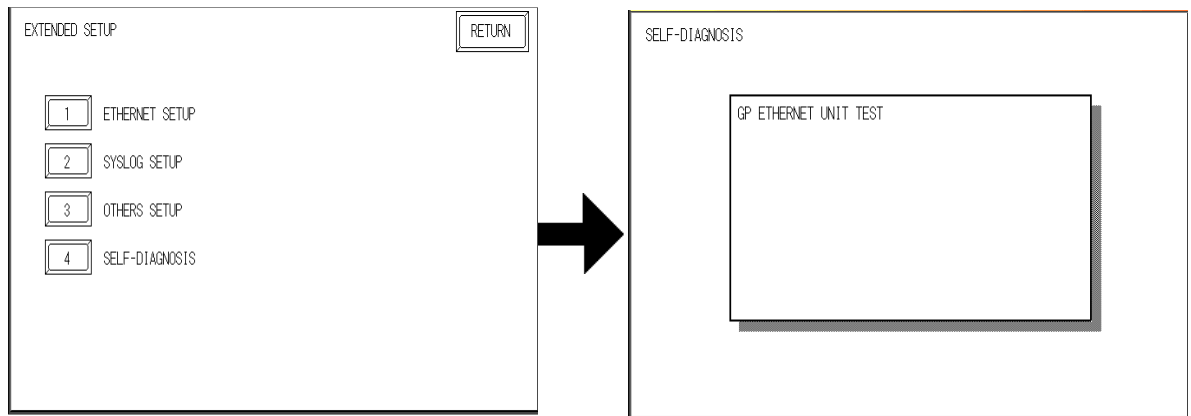 EXTENDED SETUP
RETURN
1 ETHERNET SETUP
2 SYSLOG SETUP
3 OTHERS SETUP
4 SELF-DIAGNOSIS
SELF-DIAGNOSIS
GP ETHERNET UNIT TEST